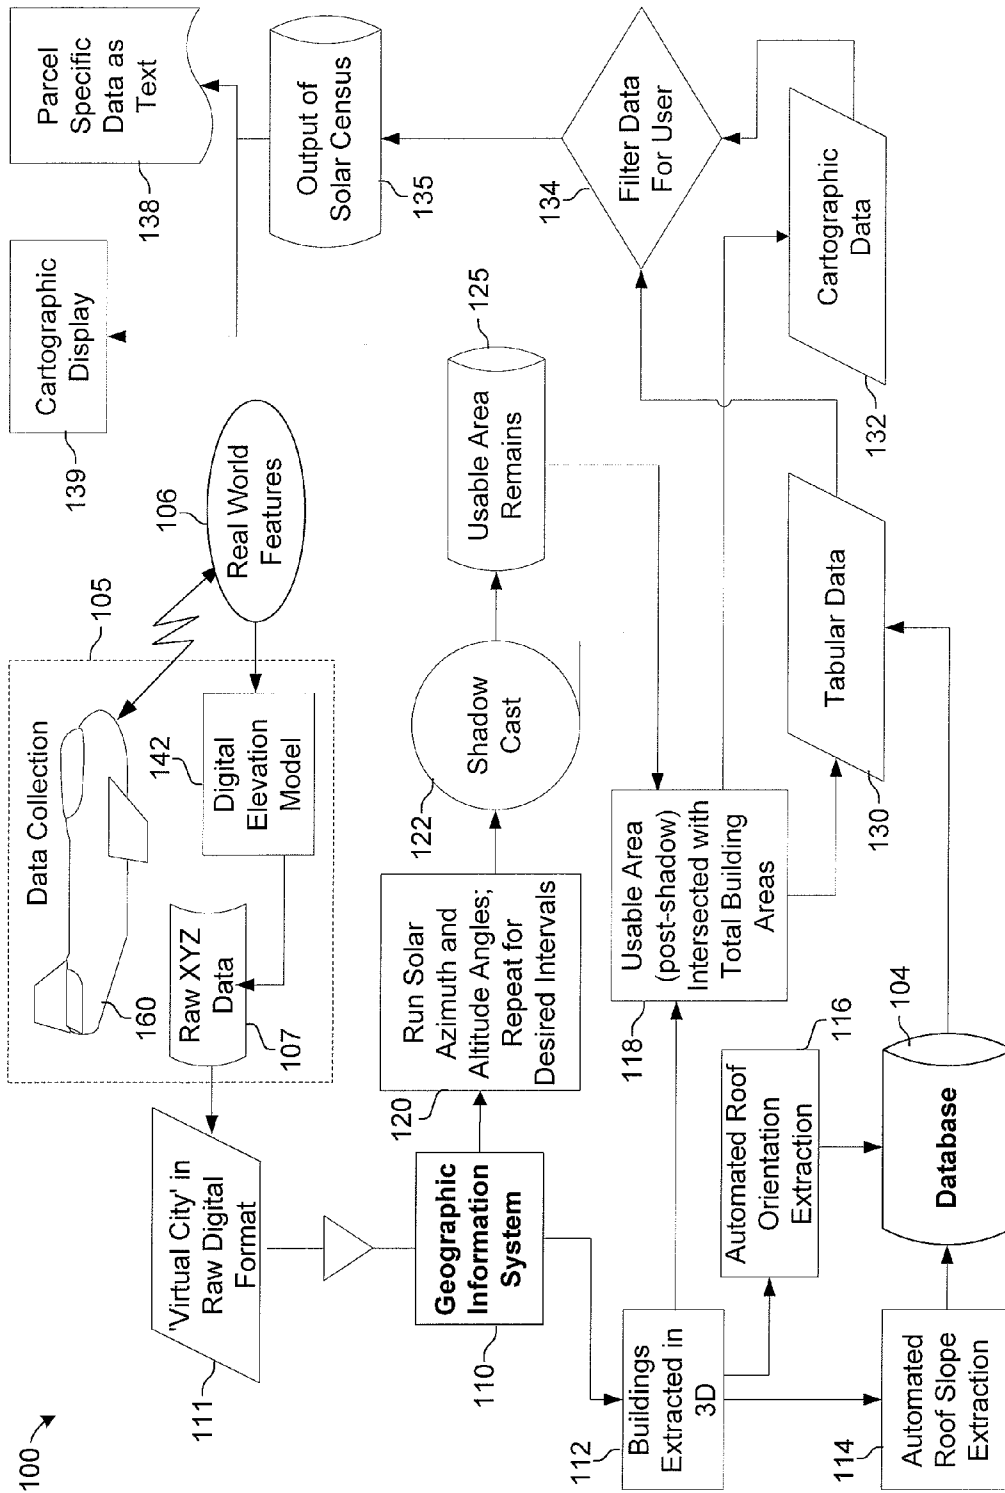 100
'Virtual City' in
Raw Digital
Format
111
Data Collection
105
160
Raw XYZ
Data
107
142
Digital
Elevation
Model
106
Real World
Features
Cartographic
Display
139
Parcel
Specific
Data as
Text
138
Geographic
Information
System
110
Run Solar
Azimuth and
Altitude Angles;
Repeat for
Desired Intervals
120
Shadow
Cast
122
Usable Area
Remains
125
Output of
Solar Census
135
Buildings
Extracted in
3D
112
Usable Area
(post-shadow)
Intersected with
Total Building
Areas
118
Filter Data
For User
134
Automated Roof
Orientation
Extraction
116
Automated
Roof Slope
Extraction
114
Database
104
Tabular Data
130
Cartographic
Data
132